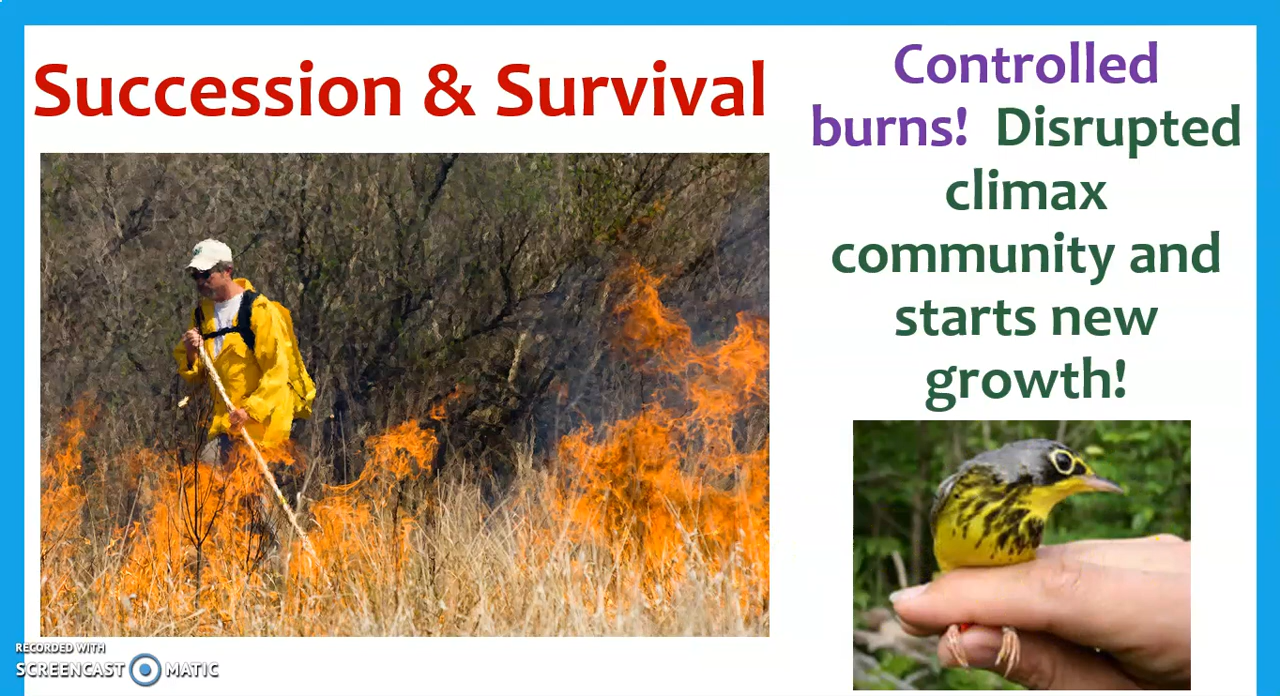 Succession & Survival
Controlled
burns! Disrupted
climax
community and
starts new
growth!
RECORDED WITH
SCREENCAST MATIC